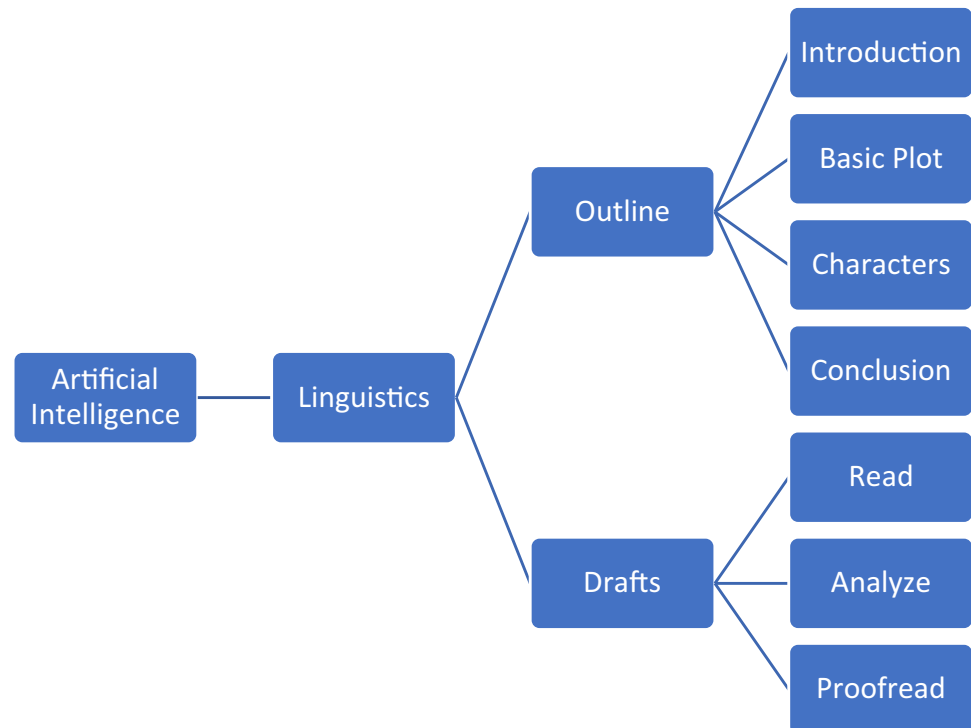 Artificial
Intelligence
Linguistics
Outline
Introduction
Basic Plot
Characters
Conclusion
Drafts
Read
Analyze
Proofread